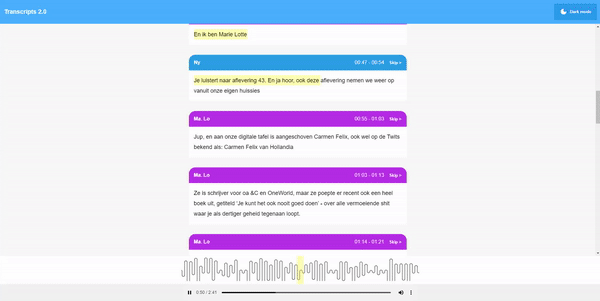 Transcripts 2.0
Dark mode
En ik ben Marie Lotte
Ny 00:47 - 00:54 Skip >
Je luistert naar aflevering 43. En ja hoor, ook deze aflevering nemen we weer op
vanuit onze eigen huissies
Ma. Lo 00:55 - 01:03 Skip >
Jup, en aan onze digitale tafel is aangeschoven Carmen Felix, ook wel op de Twits
bekend als: Carmen Felix van Hollandia
Ma. Lo 01:03 - 01:13 Skip >
Ze is schrijver voor oa &C en OneWorld, maar ze poepte er recent ook een heel
boek uit, getiteld 'Je kunt het ook nooit goed doen' - over alle vermoeiende shit
waar je als dertiger geheid tegenaan loopt.
Ma. Lo 01:14 - 01:21 Skip >
0:50 / 2:41